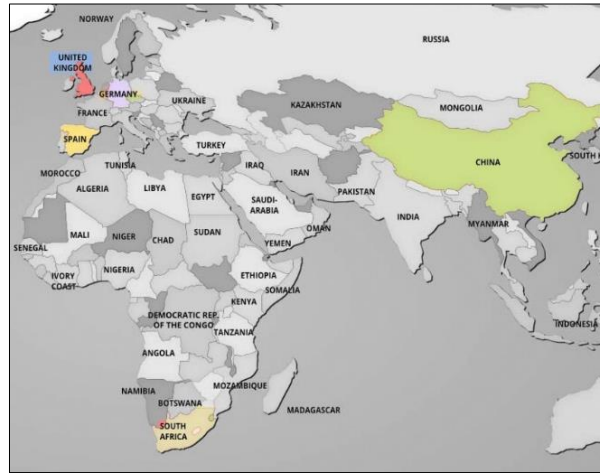 NORWAY
RUSSIA
UNITED
KINGDOM
GERMANY
UKRAINE
KAZAKHSTAN
MONGOLIA
FRANCE
SPAIN
TURKEY
CHINA
SOUTH
TUNISIA
MOROCCO
IRAQ
IRAN
ALGERIA
LIBYA
EGYPT
SAUDI-
ARABIA
PAKISTAN
OMAN
INDIA
MYANMAR
MALI
NIGER
CHAD
SUDAN
YEMEN
SENEGAL
NIGERIA
IVORY
COAST
ETHIOPIA
SOMALIA
KENYA
DEMOCRATIC REP.
OF THE CONGO
TANZANIA
INDONESIA
ANGOLA
NAMIBIA
MOZAMBIQUE
BOTSWANA
MADAGASCAR
SOUTH
AFRICA